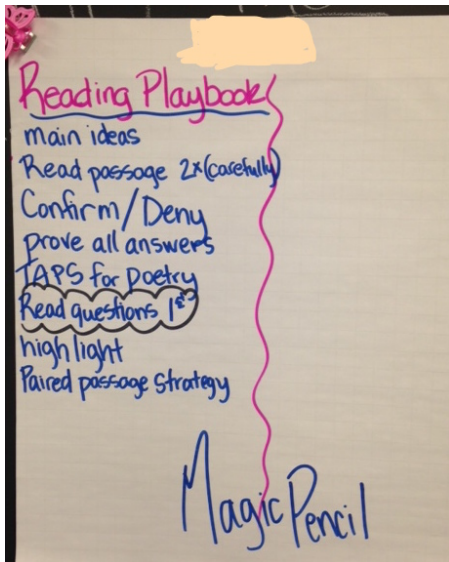 Reading Playbook
main ideas
Read passage 2x (carefully)
Confirm/Deny
prove all answers
TAPS for poetry
Read questions 1st
highlight
Paired passage strategy
Magic Pencil